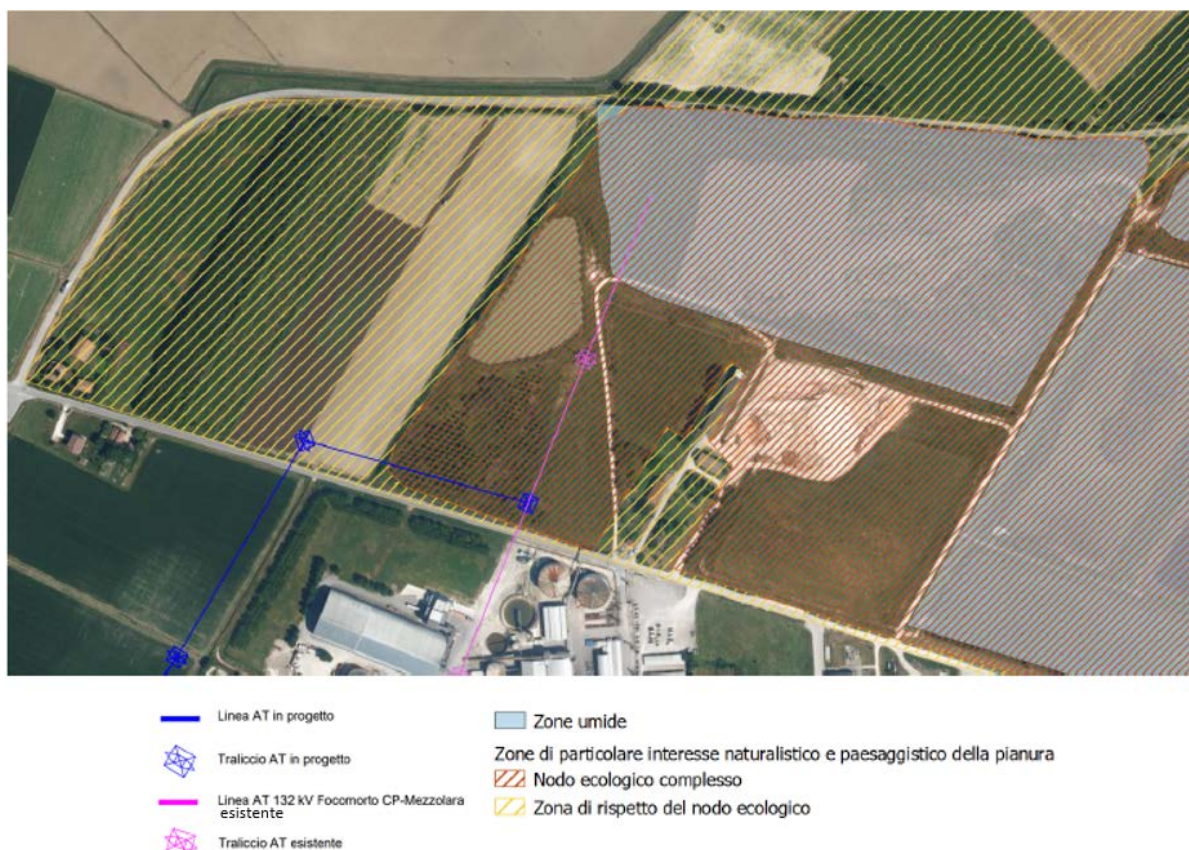 Linea AT in progetto
Traliccio AT in progetto
Linea AT 132 kV Focomorto CP-Mezzolara
esistente
Traliccio AT esistente
Zone umide
Zone di particolare interesse naturalistico e paesaggistico della pianura
Nodo ecologico complesso
Zona di rispetto del nodo ecologico